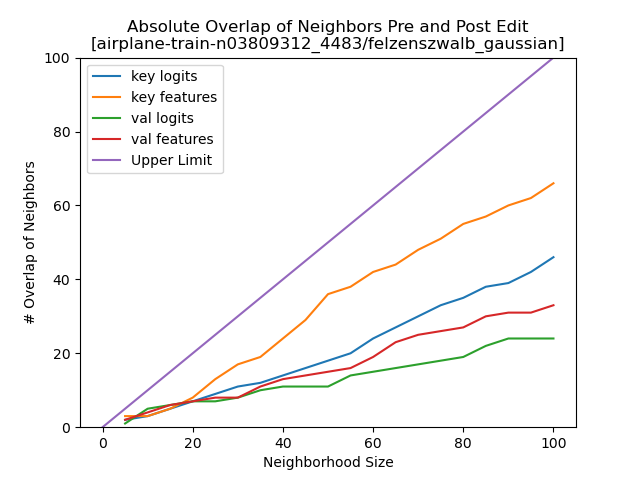 Absolute Overlap of Neighbors Pre and Post Edit
[airplane-train-n03809312_4483/felzenszwalb_gaussian]
key logits
key features
val logits
val features
Upper Limit
# Overlap of Neighbors
100
80
60
40
20
0
0 20 40 60 80 100
Neighborhood Size